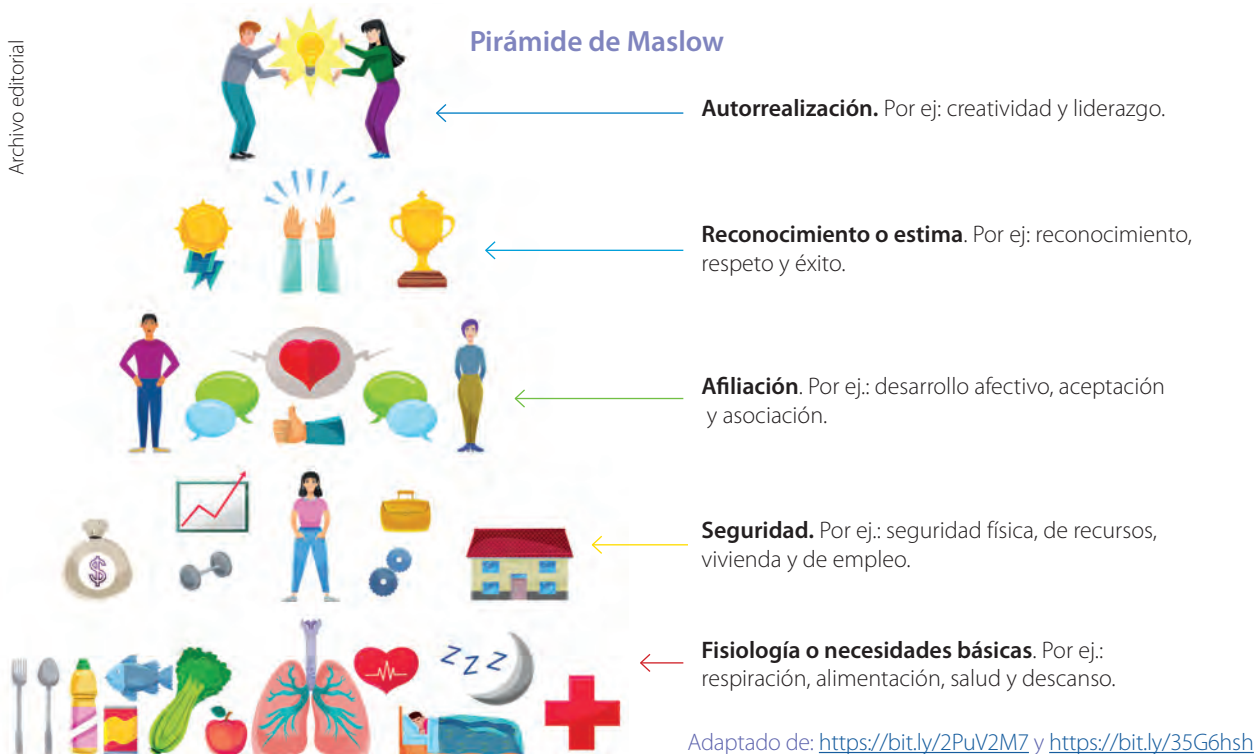 Archivo editorial
Pirámide de Maslow
Autorrealización. Por ej: creatividad y liderazgo.
Reconocimiento o estima. Por ej: reconocimiento,
respeto y éxito.
Afiliación. Por ej.: desarrollo afectivo, aceptación
y asociación.
$
Seguridad. Por ej.: seguridad física, de recursos,
vivienda y de empleo.
z z z
Fisiología o necesidades básicas. Por ej.:
respiración, alimentación, salud y descanso.
Adaptado de: https://bit.ly/2PuV2M7 y https://bit.ly/35G6hsh